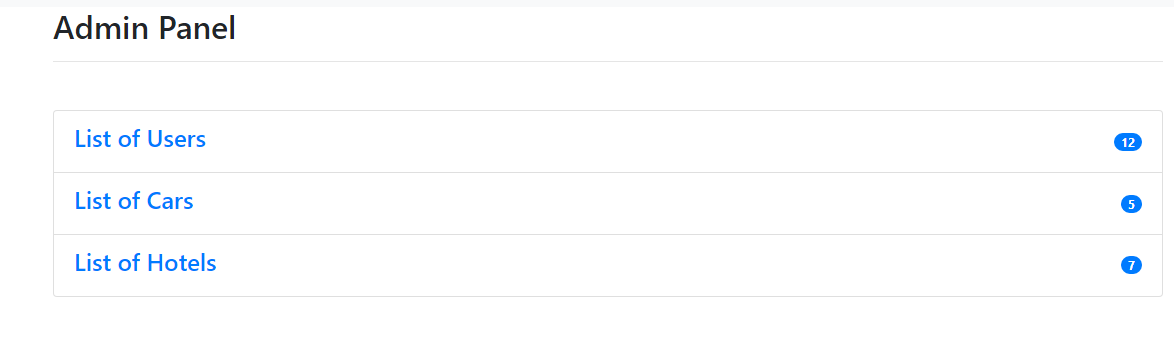 Admin Panel
List of Users 12
List of Cars 5
List of Hotels 7